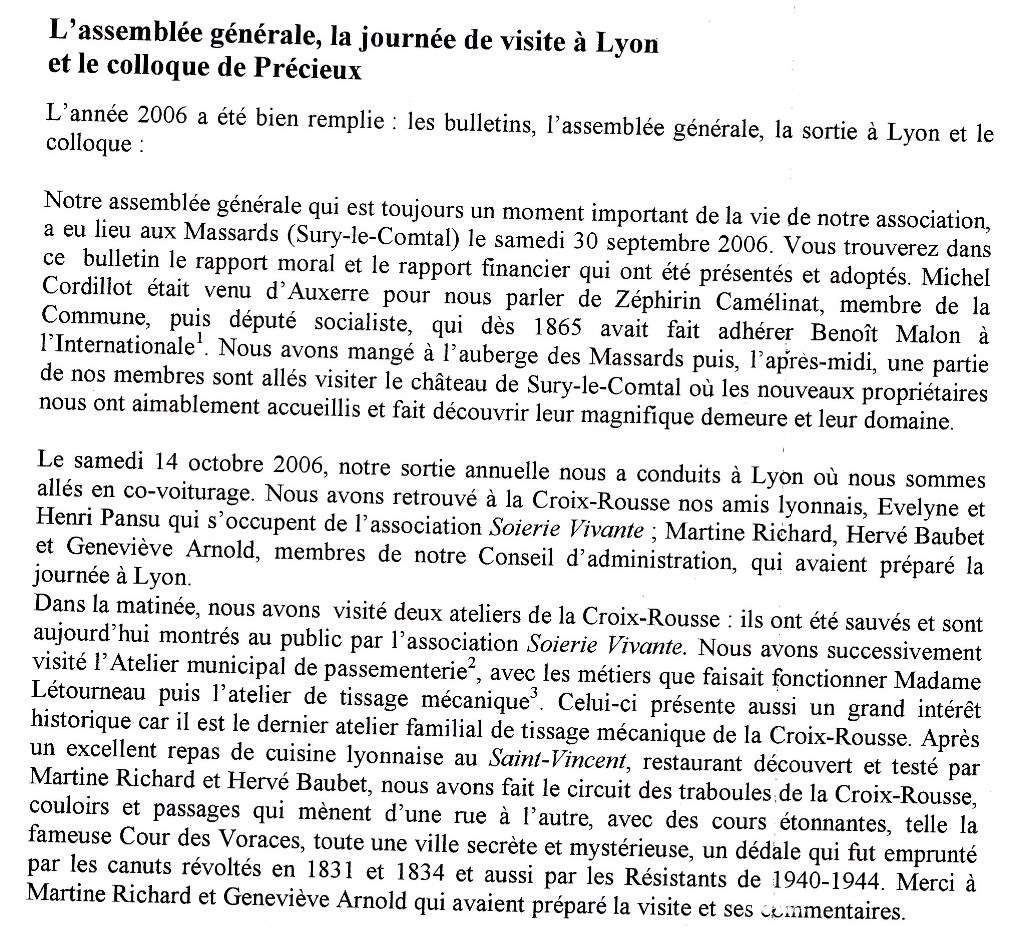 L'assemblée générale, la journée de visite à Lyon
et le colloque de Précieux
L'année 2006 a été bien remplie : les bulletins, l'assemblée générale, la sortie à Lyon et le
colloque :
Notre assemblée générale qui est toujours un moment important de la vie de notre association,
a eu lieu aux Massards (Sury-le-Comtal) le samedi 30 septembre 2006. Vous trouverez dans
ce bulletin le rapport moral et le rapport financier qui ont été présentés et adoptés. Michel
Cordillot était venu d'Auxerre pour nous parler de Zéphirin Camélinat, membre de la
Commune, puis député socialiste, qui dès 1865 avait fait adhérer Benoît Malon à
l'Internationale¹. Nous avons mangé à l'auberge des Massards puis, l'après-midi, une partie
de nos membres sont allés visiter le château de Sury-le-Comtal où les nouveaux propriétaires
nous ont aimablement accueillis et fait découvrir leur magnifique demeure et leur domaine.
Le samedi 14 octobre 2006, notre sortie annuelle nous a conduits à Lyon où nous sommes
allés en co-voiturage. Nous avons retrouvé à la Croix-Rousse nos amis lyonnais, Evelyne et
Henri Pansu qui s'occupent de l'association Soierie Vivante ; Martine Richard, Hervé Baubet
et Geneviève Arnold, membres de notre Conseil d'administration, qui avaient préparé la
journée à Lyon.
Dans la matinée, nous avons visité deux ateliers de la Croix-Rousse : ils ont été sauvés et sont
aujourd'hui montrés au public par l'association Soierie Vivante. Nous avons successivement
visité l'Atelier municipal de passementerie², avec les métiers que faisait fonctionner Madame
Létourneau puis l'atelier de tissage mécanique³. Celui-ci présente aussi un grand intérêt
historique car il est le dernier atelier familial de tissage mécanique de la Croix-Rousse. Après
un excellent repas de cuisine lyonnaise au Saint-Vincent, restaurant découvert et testé par
Martine Richard et Hervé Baubet, nous avons fait le circuit des traboules de la Croix-Rousse,
couloirs et passages qui mènent d'une rue à l'autre, avec des cours étonnantes, telle la
fameuse Cour des Voraces, toute une ville secrète et mystérieuse, un dédale qui fut emprunté
par les canuts révoltés en 1831 et 1834 et aussi par les Résistants de 1940-1944. Merci à
Martine Richard et Geneviève Arnold qui avaient préparé la visite et ses commentaires.